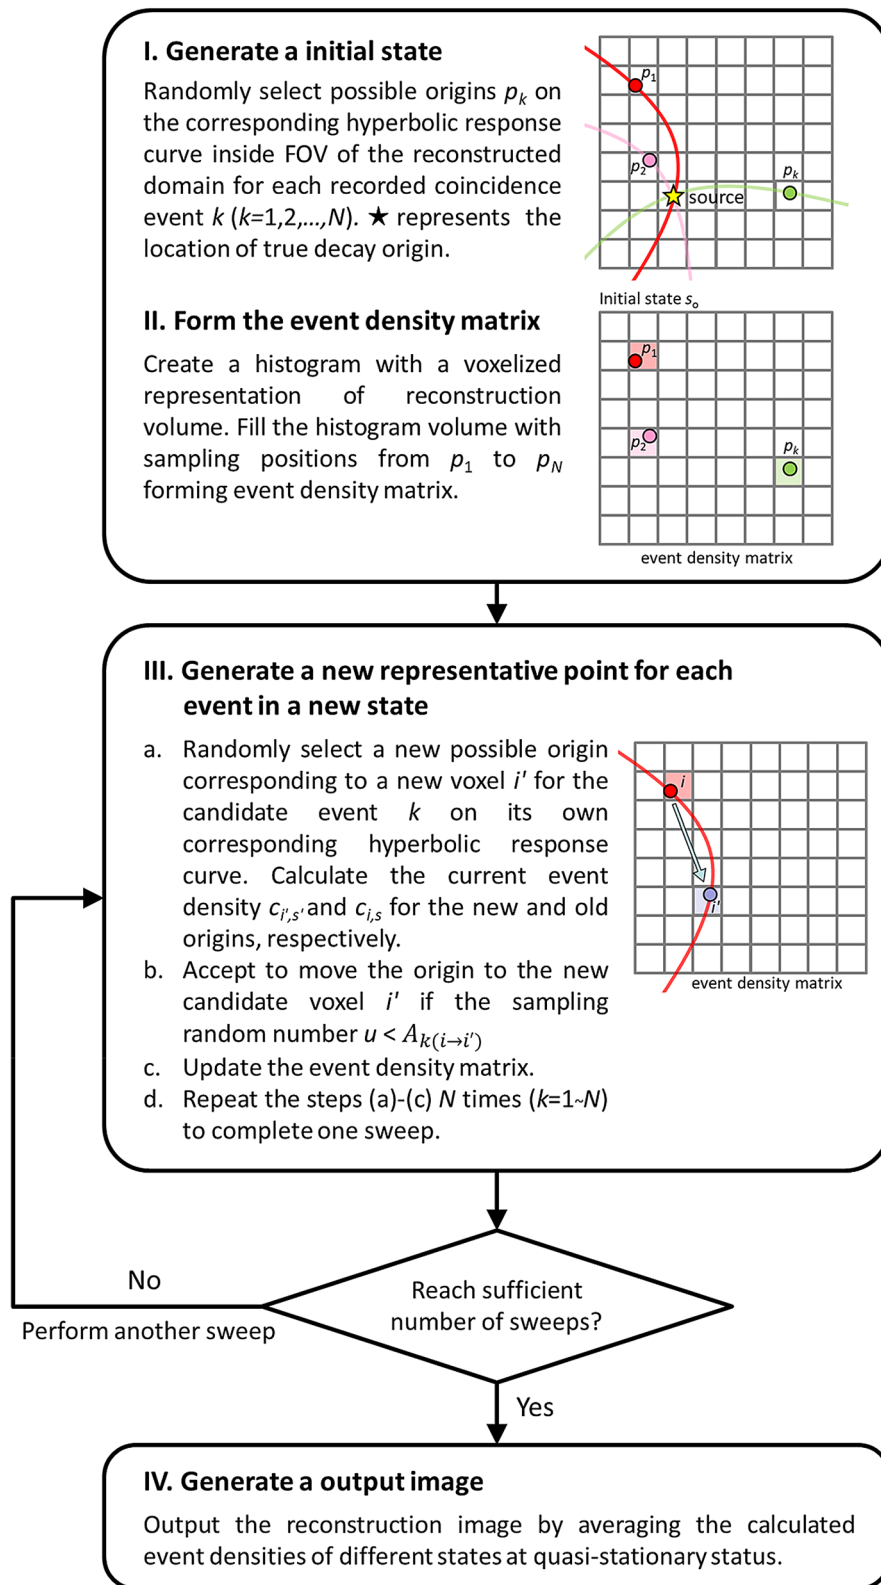 I. Generate a initial state
Randomly select possible origins pk on
the corresponding hyperbolic response
curve inside FOV of the reconstructed
domain for each recorded coincidence
event k (k=1,2,...,N). ★ represents the
location of true decay origin.
p1
p2
pk
source
Initial state so
II. Form the event density matrix
Create a histogram with a voxelized
representation of reconstruction
volume. Fill the histogram volume with
sampling positions from p1 to pN
forming event density matrix.
p1
p2
pk
event density matrix
III. Generate a new representative point for each
event in a new state
a. Randomly select a new possible origin
corresponding to a new voxel i' for the
candidate event k on its own
corresponding hyperbolic response
curve. Calculate the current event
density ci',s' and ci,s for the new and old
origins, respectively.
b. Accept to move the origin to the new
candidate voxel i' if the sampling
random number u < Ak(i→i')
c. Update the event density matrix.
d. Repeat the steps (a)-(c) N times (k=1~N)
to complete one sweep.
i
i'
event density matrix
Reach sufficient
number of sweeps?
No
Perform another sweep
Yes
IV. Generate a output image
Output the reconstruction image by averaging the calculated
event densities of different states at quasi-stationary status.